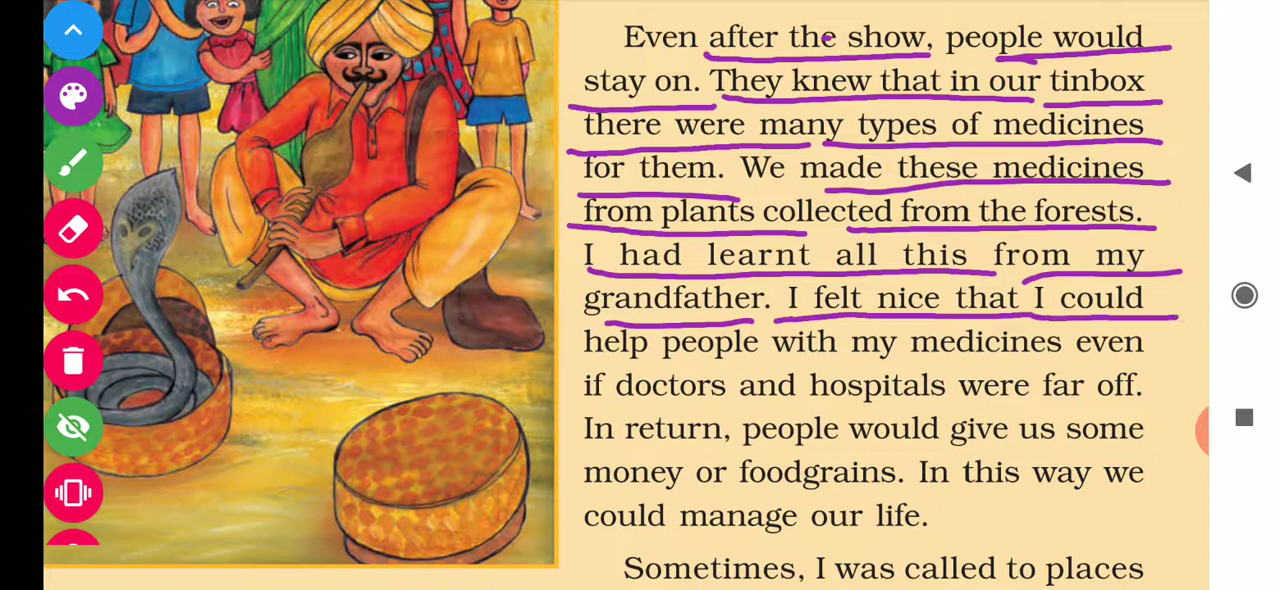 Even after the show, people would
stay on. They knew that in our tinbox
there were many types of medicines
for them. We made these medicines
from plants collected from the forests.
I had learnt all this from my
grandfather. I felt nice that I could
help people with my medicines even
if doctors and hospitals were far off.
In return, people would give us some
money or foodgrains. In this way we
could manage our life.
Sometimes, I was called to places